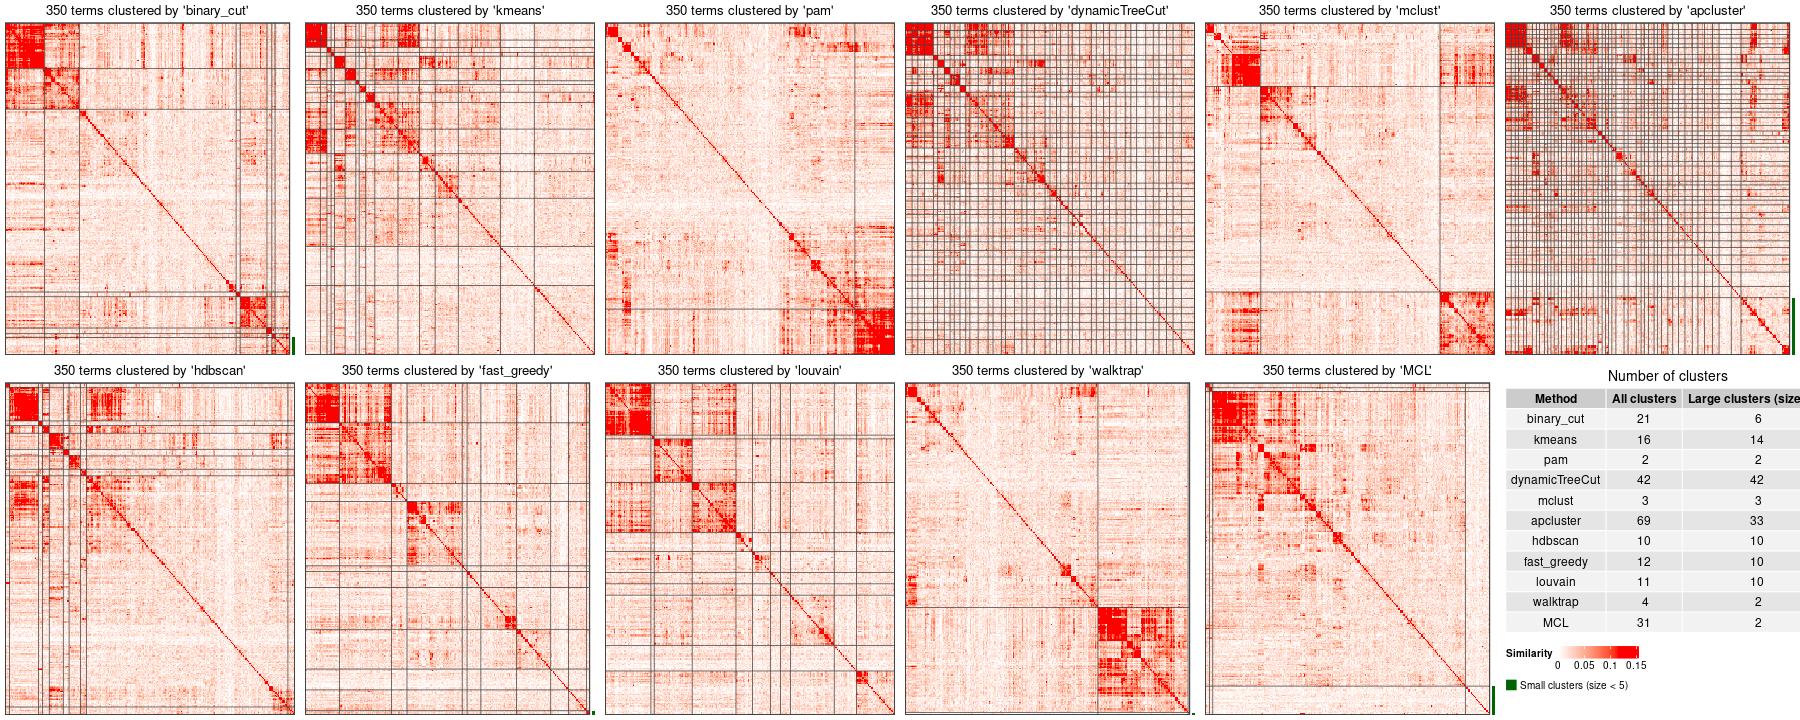 350 terms clustered by 'binary_cut'
350 terms clustered by 'kmeans'
350 terms clustered by 'pam'
350 terms clustered by 'dynamicTreeCut'
350 terms clustered by 'mclust'
350 terms clustered by 'apcluster'
350 terms clustered by 'hdbscan'
350 terms clustered by 'fast_greedy'
350 terms clustered by 'louvain'
350 terms clustered by 'walktrap'
350 terms clustered by 'MCL'
Number of clusters
Method All clusters Large clusters (size
binary_cut 21 6
kmeans 16 14
pam 2 2
dynamicTreeCut 42 42
mclust 3 3
apcluster 69 33
hdbscan 10 10
fast_greedy 12 10
louvain 11 10
walktrap 4 2
MCL 31 2
Similarity
0 0.05 0.1 0.15
Small clusters (size < 5)